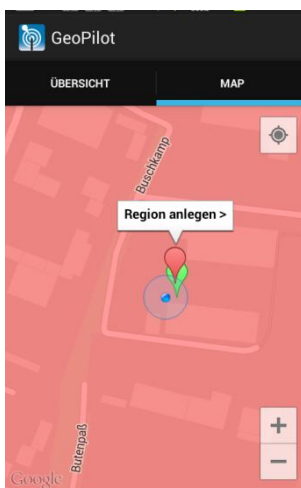 GeoPilot
ÜBERSICHT
MAP
Buschkamp
Region anlegen >
+
−
Butenpaß
Google